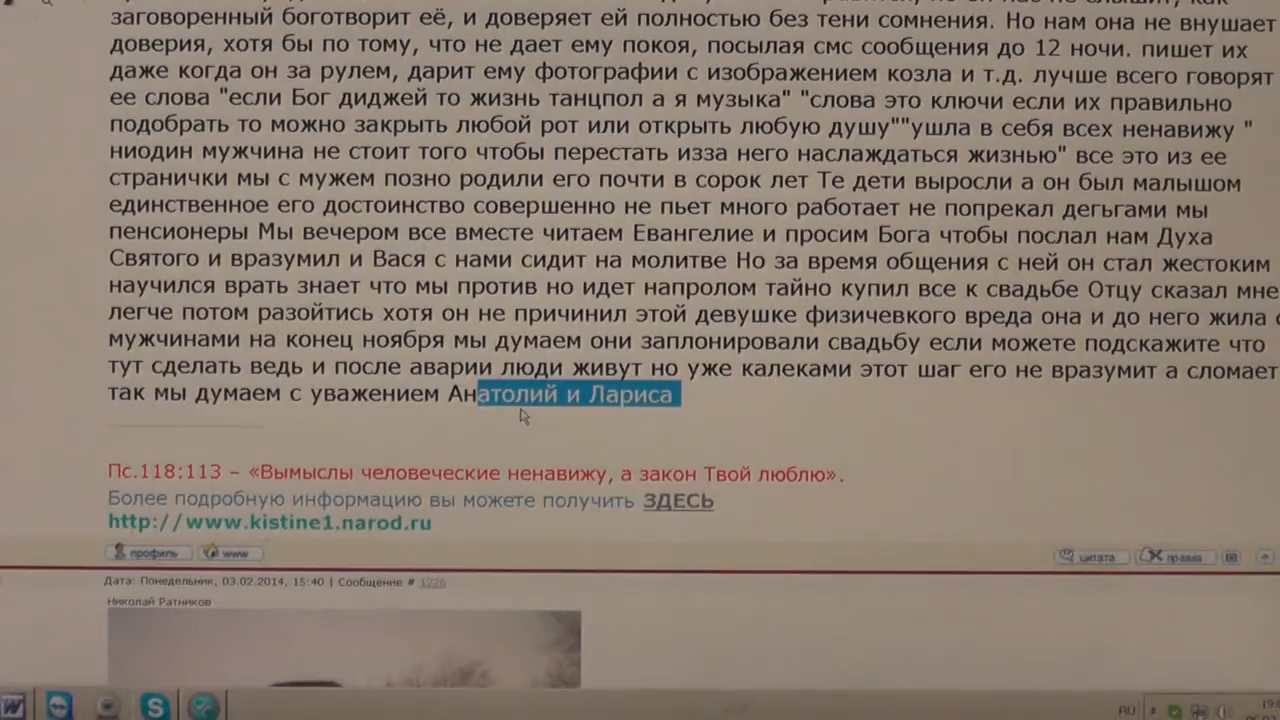 заговоренный боготворит её, и доверяет ей полностью без тени сомнения. Но нам она не внушает
доверия, хотя бы по тому, что не дает ему покоя, посылая смс сообщения до 12 ночи. пишет их
даже когда он за рулем, дарит ему фотографии с изображением козла и т.д. лучше всего говорят
ее слова "если Бог диджей то жизнь танцпол а я музыка" "слова это ключи если их правильно
подобрать то можно закрыть любой рот или открыть любую душу""ушла в себя всех ненавижу "
ниодин мужчина не стоит того чтобы перестать изза него наслаждаться жизнью" все это из ее
странички мы с мужем позно родили его почти в сорок лет Те дети выросли а он был малышом
единственное его достоинство совершенно не пьет много работает не попрекал дегьгами мы
пенсионеры Мы вечером все вместе читаем Евангелие и просим Бога чтобы послал нам Духа
Святого и вразумил и Вася с нами сидит на молитве Но за время общения с ней он стал жестоким
научился врать знает что мы против но идет напролом тайно купил все к свадьбе Отцу сказал мне
легче потом разойтись хотя он не причинил этой девушке физичевкого вреда она и до него жила с
мужчинами на конец ноября мы думаем они заплонировали свадьбу если можете подскажите что
тут сделать ведь и после аварии люди живут но уже калеками этот шаг его не вразумит а сломает
так мы думаем с уважением Анатолий и Лариса
Пс.118:113 – «Вымыслы человеческие ненавижу, а закон Твой люблю».
Более подробную информацию вы можете получить ЗДЕСЬ
http://www.kistine1.narod.ru
профиль www цитата правка
Дата: Понедельник, 03.02.2014, 15:40 | Сообщение # 1226
Николай Ратников
RU